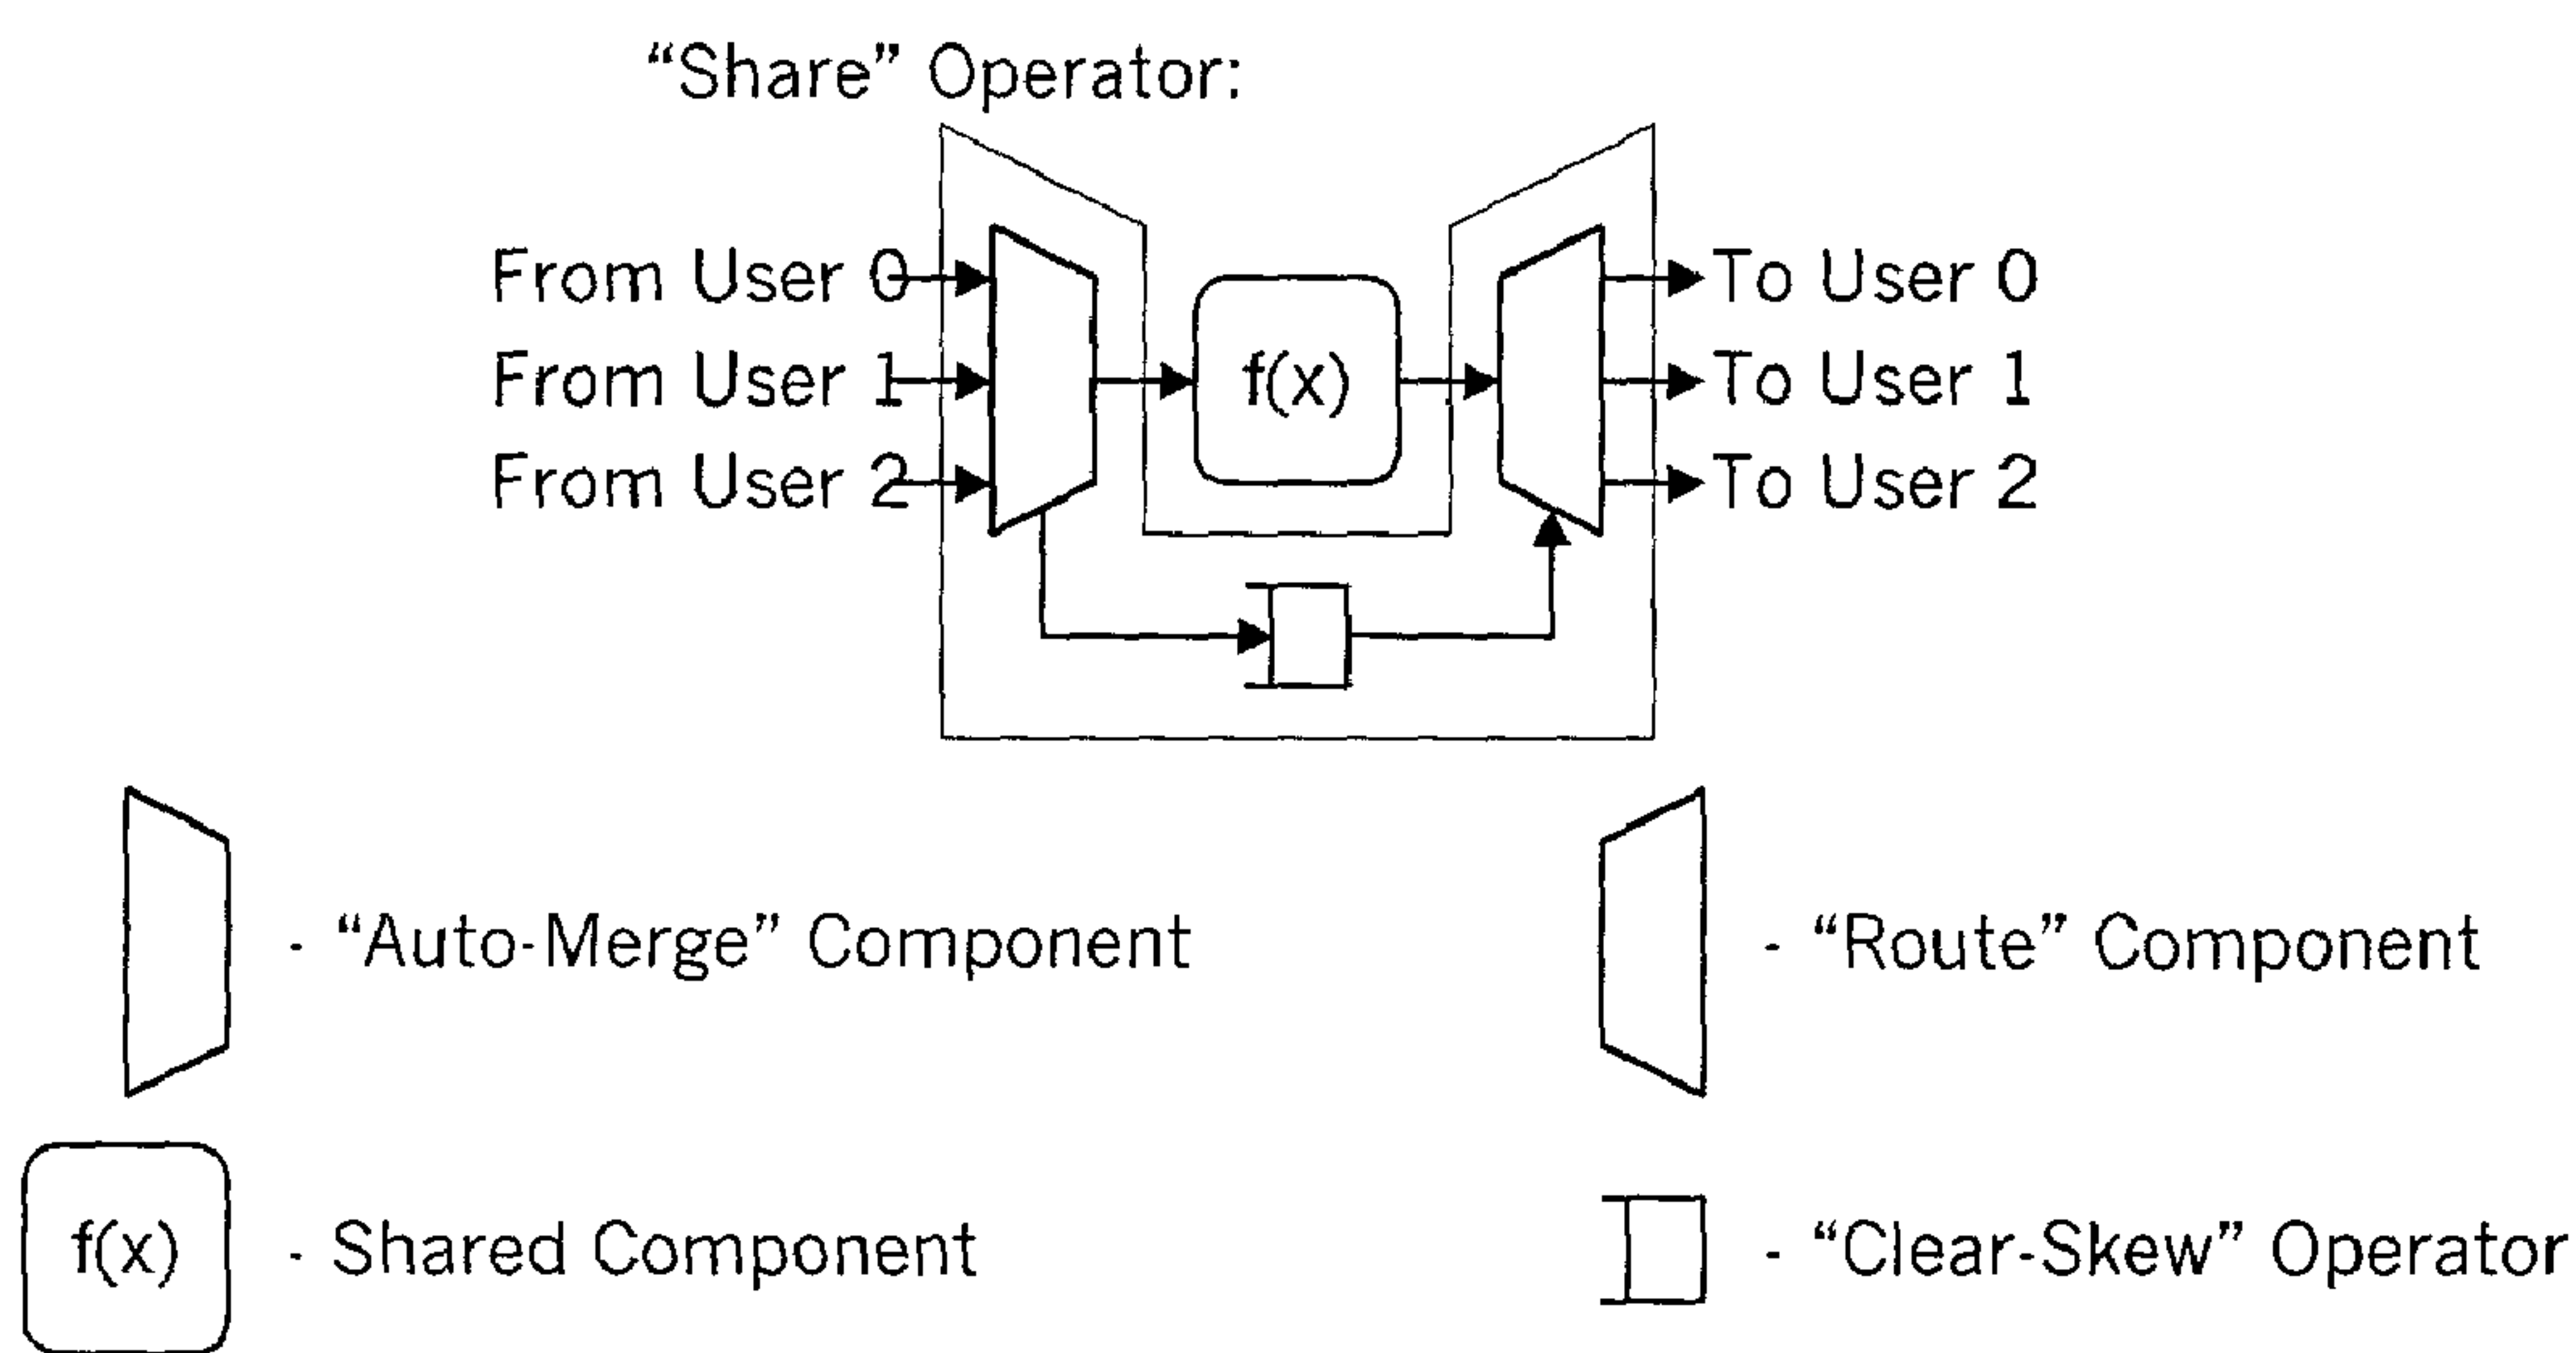 “Share” Operator:
From User 0
To User 0
From User 1
f(x)
To User 1
From User 2
To User 2
- “Auto-Merge” Component
- “Route” Component
f(x)
- Shared Component
- “Clear-Skew” Operator